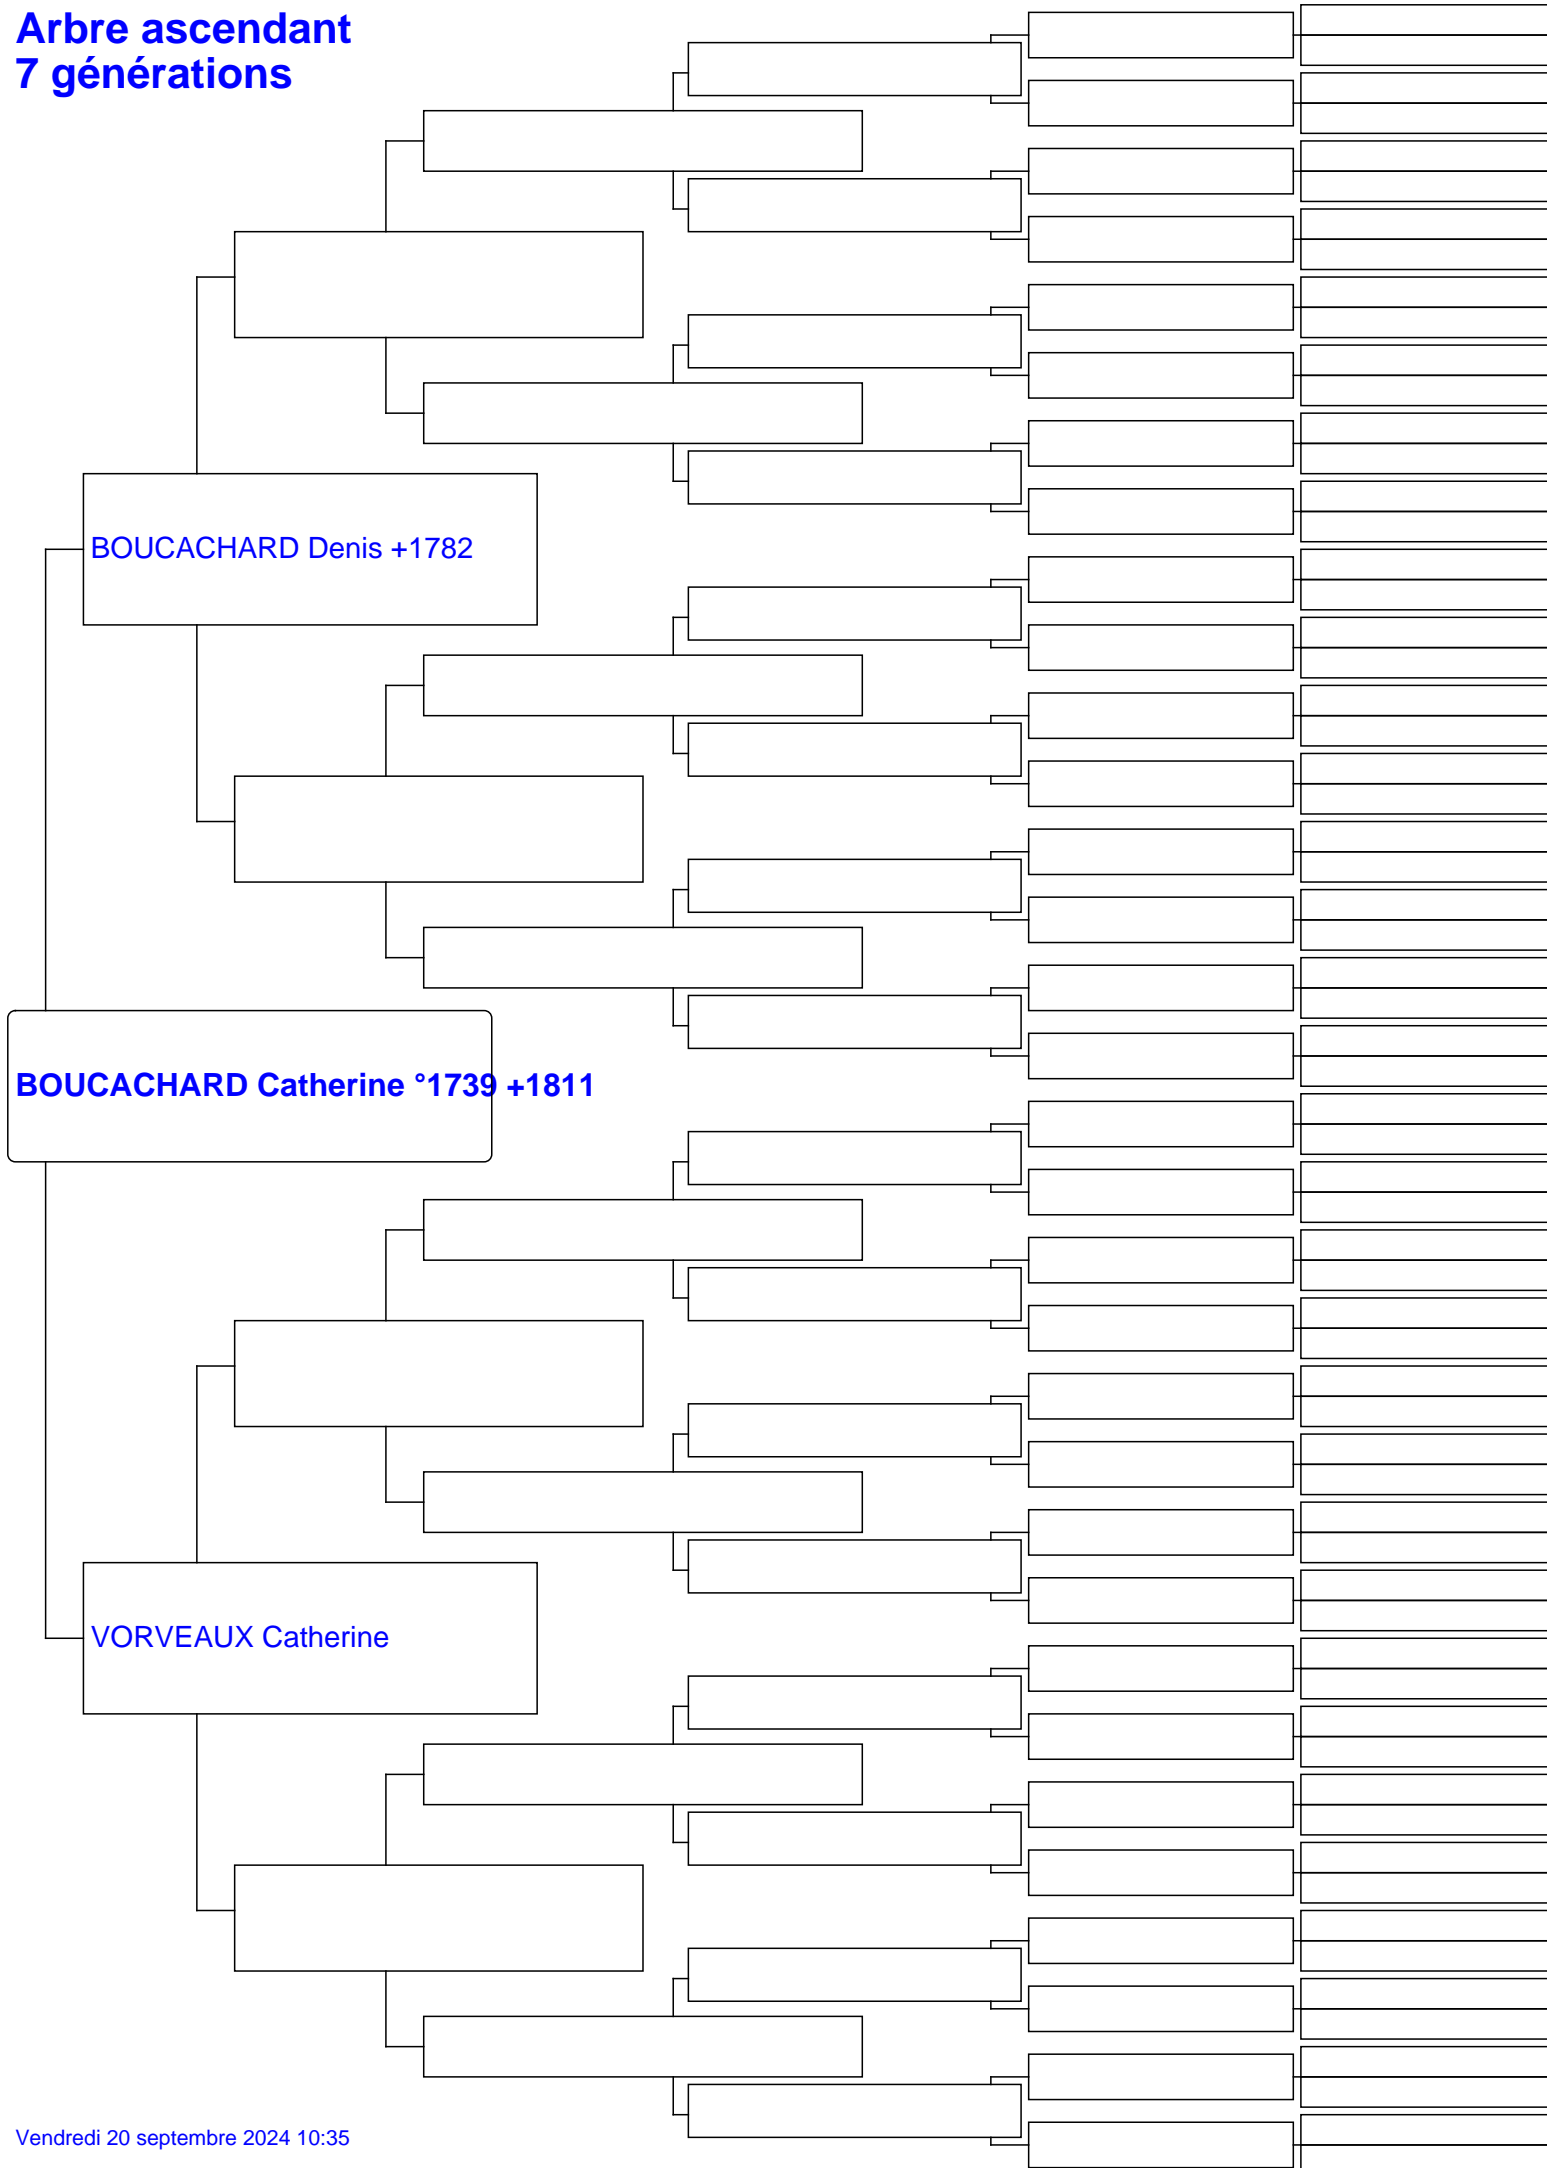 Arbre ascendant
7 générations
BOUCACHARD Denis +1782
BOUCACHARD Catherine °1739 +1811
VORVEAUX Catherine
Vendredi 20 septembre 2024 10:35